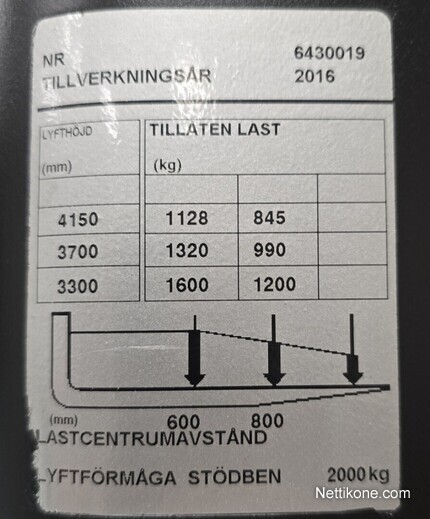 NR 6430019
TILLVERKNINGSÅR 2016
LYFTHÖJD TILLÅTEN LAST
(mm) (kg)
4150 1128 845
3700 1320 990
3300 1600 1200
(mm) 600 800
LASTCENTRUMAVSTÅND
LYFTFÖRMÅGA STÖDBEN 2000 kg
Nettikone.com